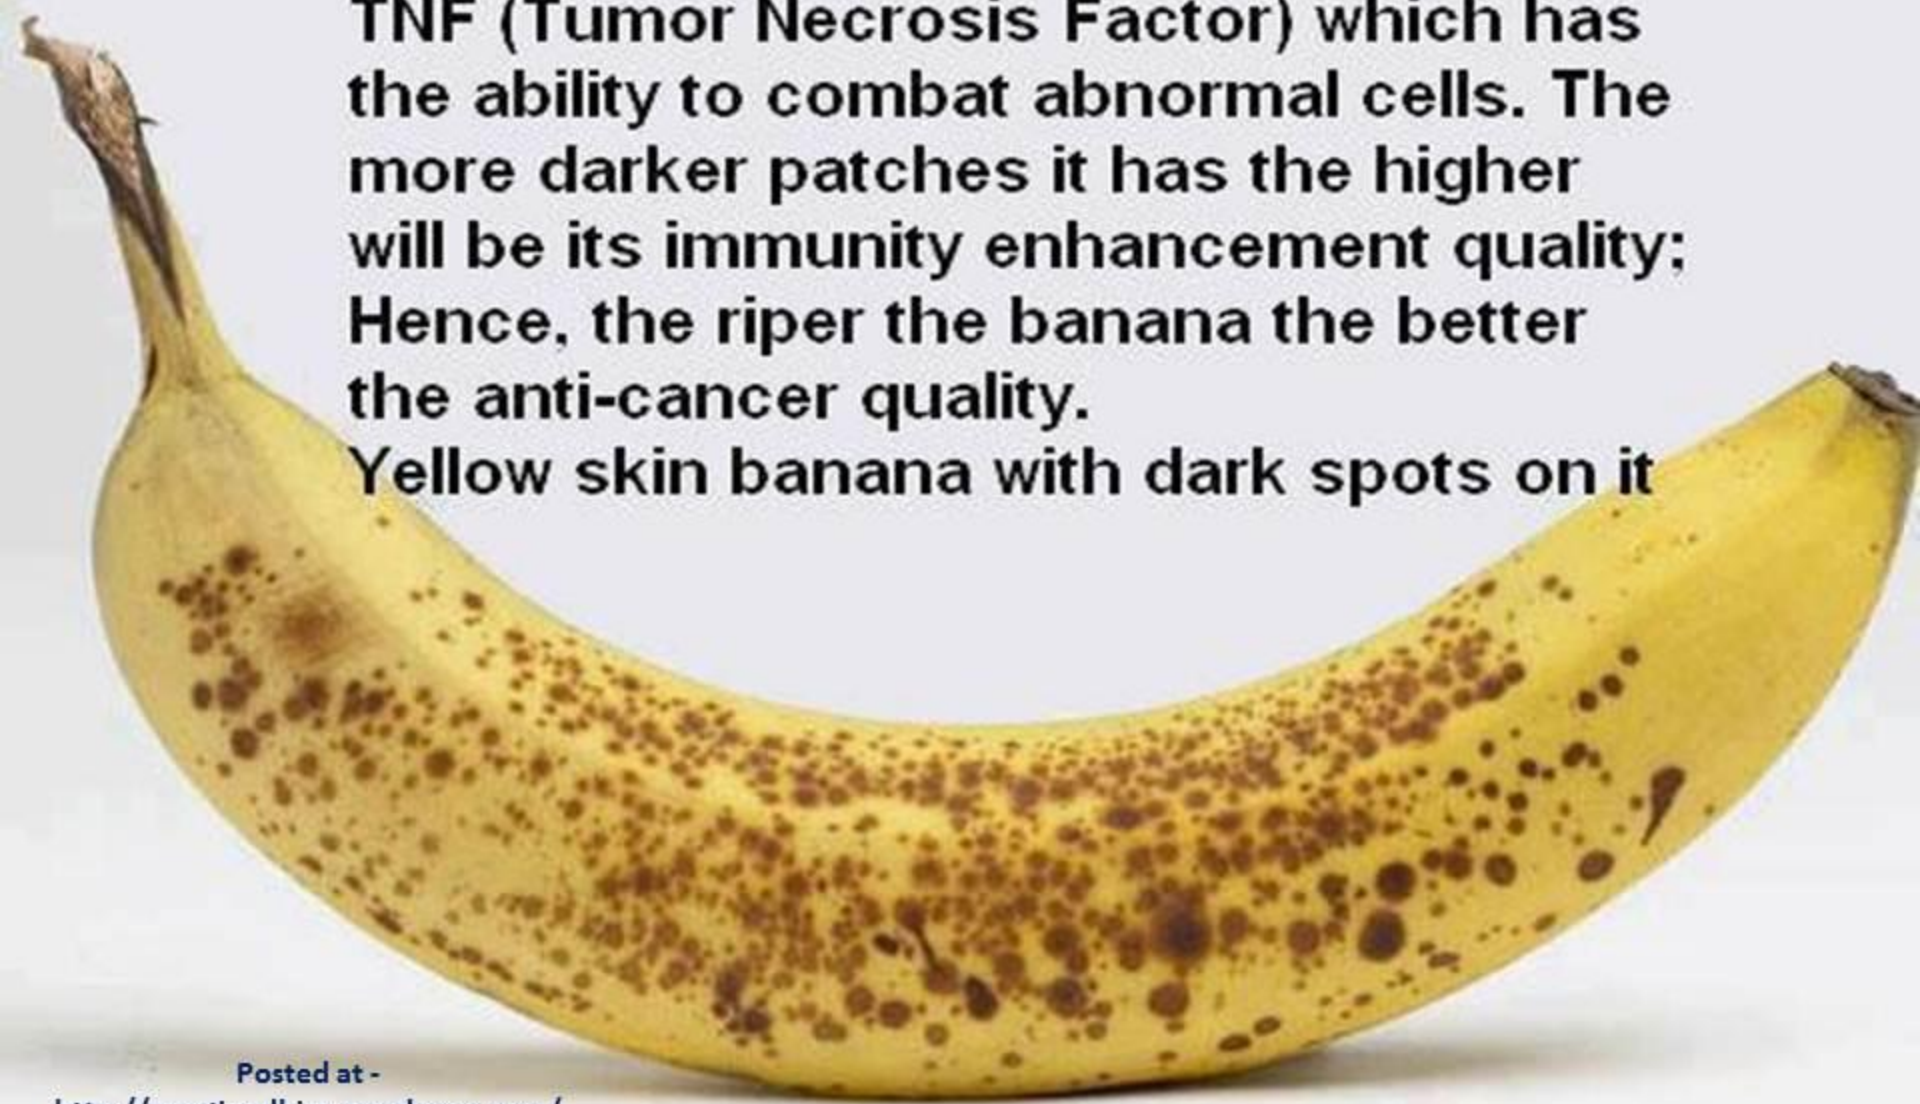 TNF (Tumor Necrosis Factor) which has
the ability to combat abnormal cells. The
more darker patches it has the higher
will be its immunity enhancement quality;
Hence, the riper the banana the better
the anti-cancer quality.
Yellow skin banana with dark spots on it
Posted at -